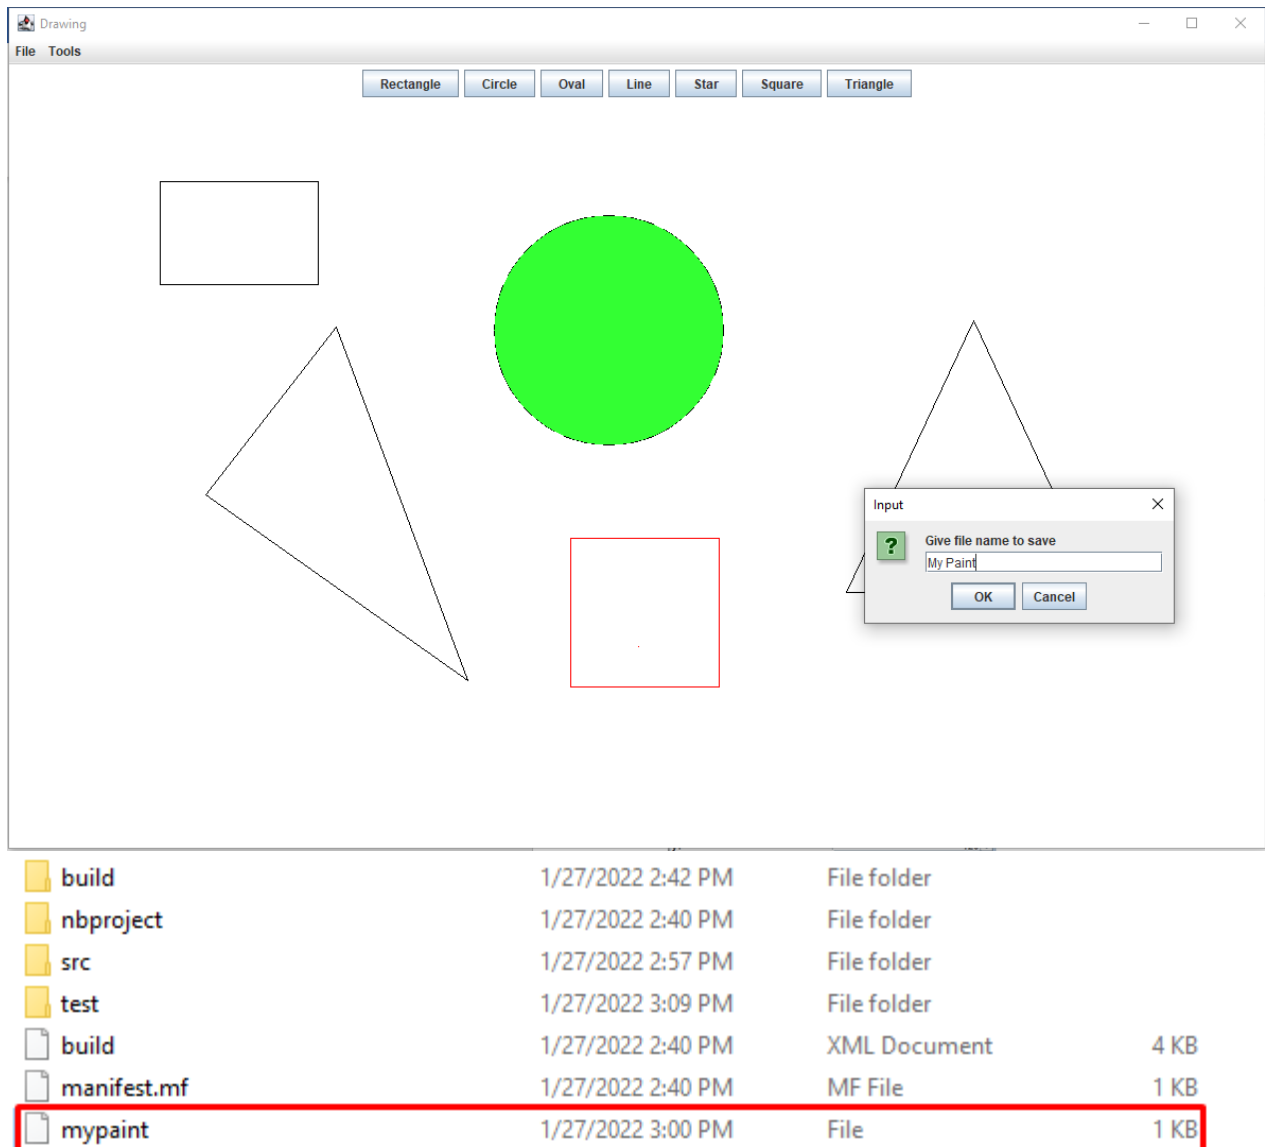 Drawing
File Tools
Rectangle Circle Oval Line Star Square Triangle
Input
? Give file name to save
My Paint
OK Cancel
build 1/27/2022 2:42 PM File folder
nbproject 1/27/2022 2:40 PM File folder
src 1/27/2022 2:57 PM File folder
test 1/27/2022 3:09 PM File folder
build 1/27/2022 2:40 PM XML Document 4 KB
manifest.mf 1/27/2022 2:40 PM MF File 1 KB
mypaint 1/27/2022 3:00 PM File 1 KB